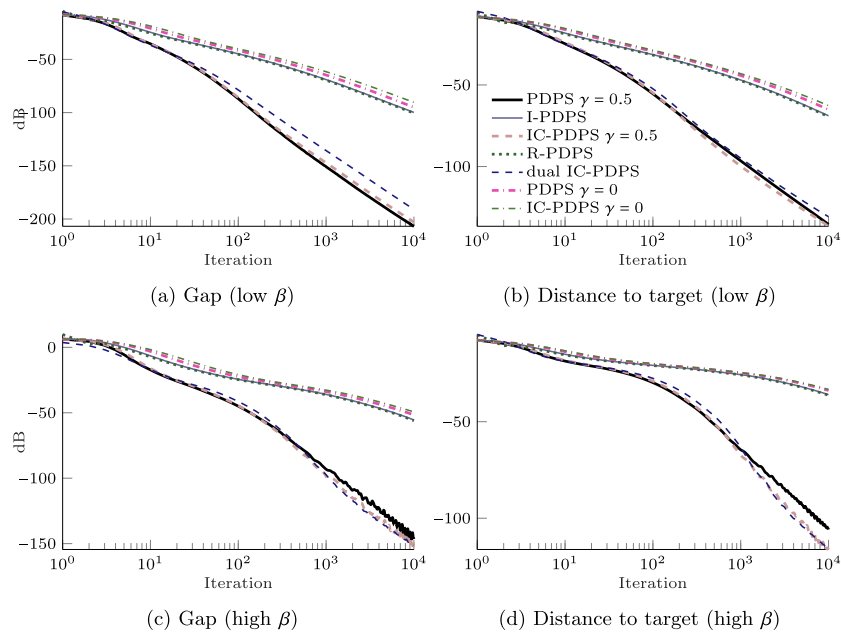 −50
−100
−150
−200
dB
10^0 10^1 10^2 10^3 10^4
Iteration
(a) Gap (low β)
−50
−100
PDPS γ = 0.5
I-PDPS
IC-PDPS γ = 0.5
R-PDPS
dual IC-PDPS
PDPS γ = 0
IC-PDPS γ = 0
10^0 10^1 10^2 10^3 10^4
Iteration
(b) Distance to target (low β)
0
−50
−100
−150
dB
10^0 10^1 10^2 10^3 10^4
Iteration
(c) Gap (high β)
−50
−100
10^0 10^1 10^2 10^3 10^4
Iteration
(d) Distance to target (high β)